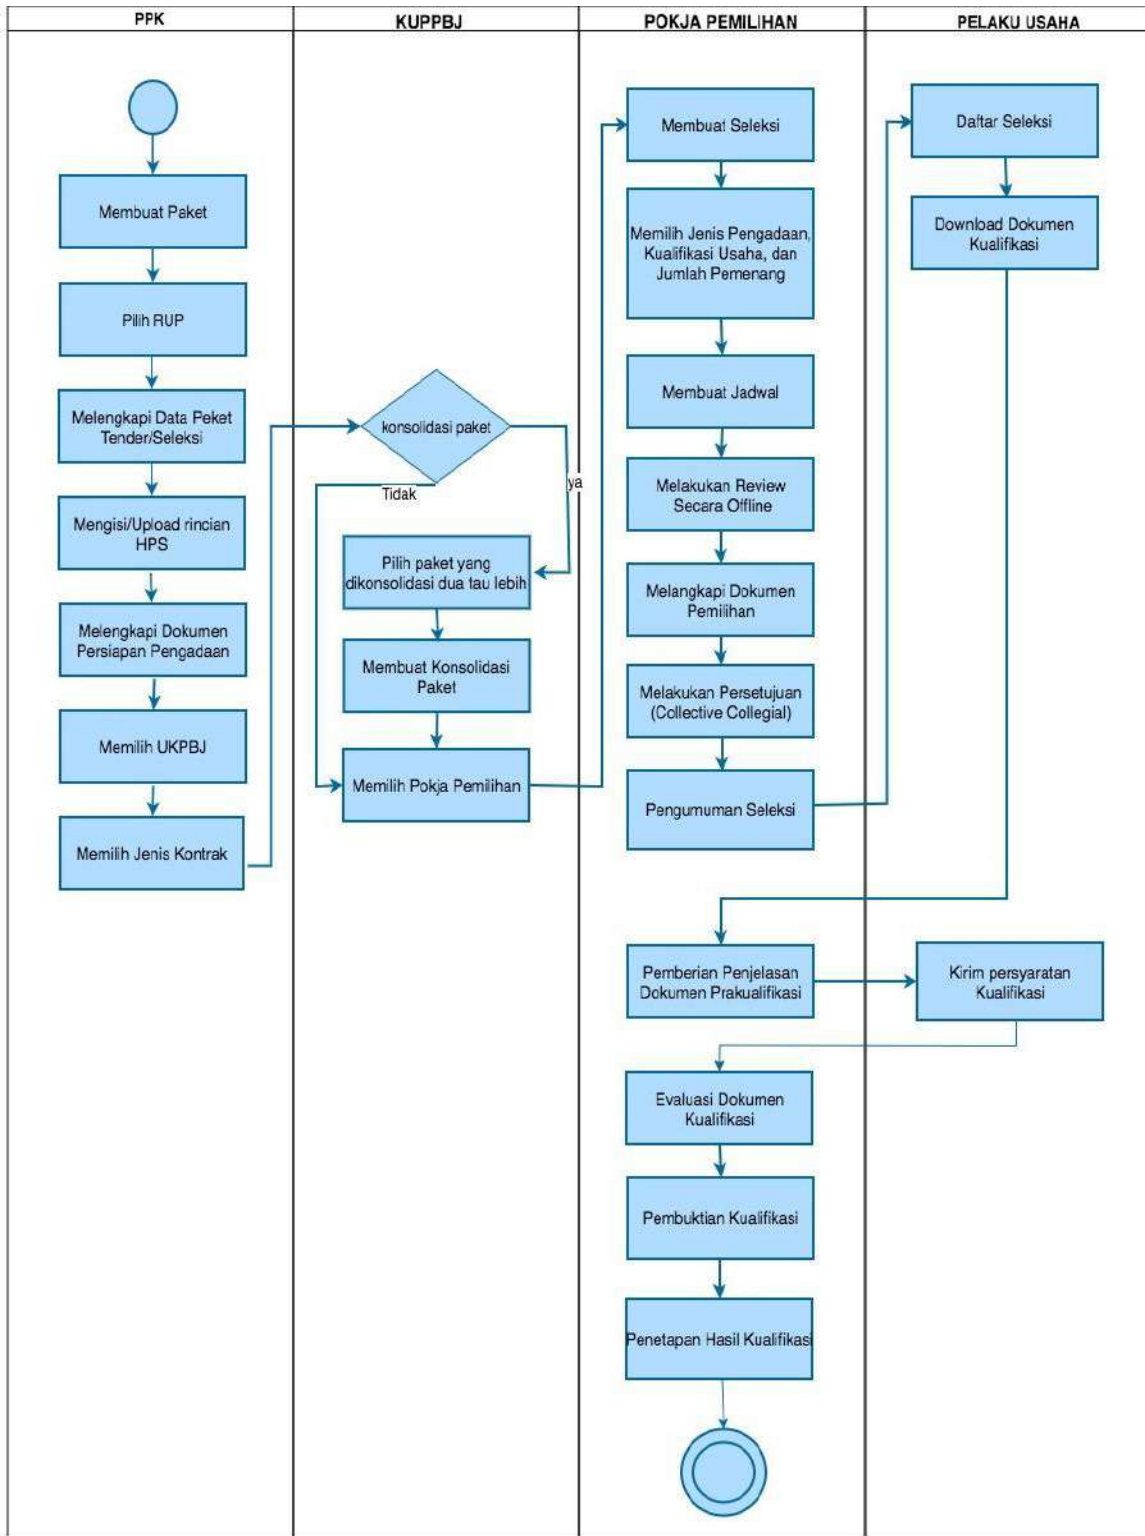 PPK
KUPPBJ
POKJA PEMILIHAN
PELAKU USAHA
Membuat Paket
Pilih RUP
Melengkapi Data Peket
Tender/Seleksi
Mengisi/Upload rincian
HPS
Melengkapi Dokumen
Persiapan Pengadaan
Memilih UKPBJ
Memilih Jenis Kontrak
konsolidasi paket
Tidak
ya
Pilih paket yang
dikonsolidasi dua tau lebih
Membuat Konsolidasi
Paket
Memilih Pokja Pemilihan
Membuat Seleksi
Memilih Jenis Pengadaan,
Kualifikasi Usaha, dan
Jumlah Pemenang
Membuat Jadwal
Melakukan Review
Secara Offline
Melangkapi Dokumen
Pemilihan
Melakukan Persetujuan
(Collective Collegial)
Pengumuman Seleksi
Daftar Seleksi
Download Dokumen
Kualifikasi
Pemberian Penjelasan
Dokumen Prakualifikasi
Kirim persyaratan
Kualifikasi
Evaluasi Dokumen
Kualifikasi
Pembuktian Kualifikasi
Penetapan Hasil Kualifikasi